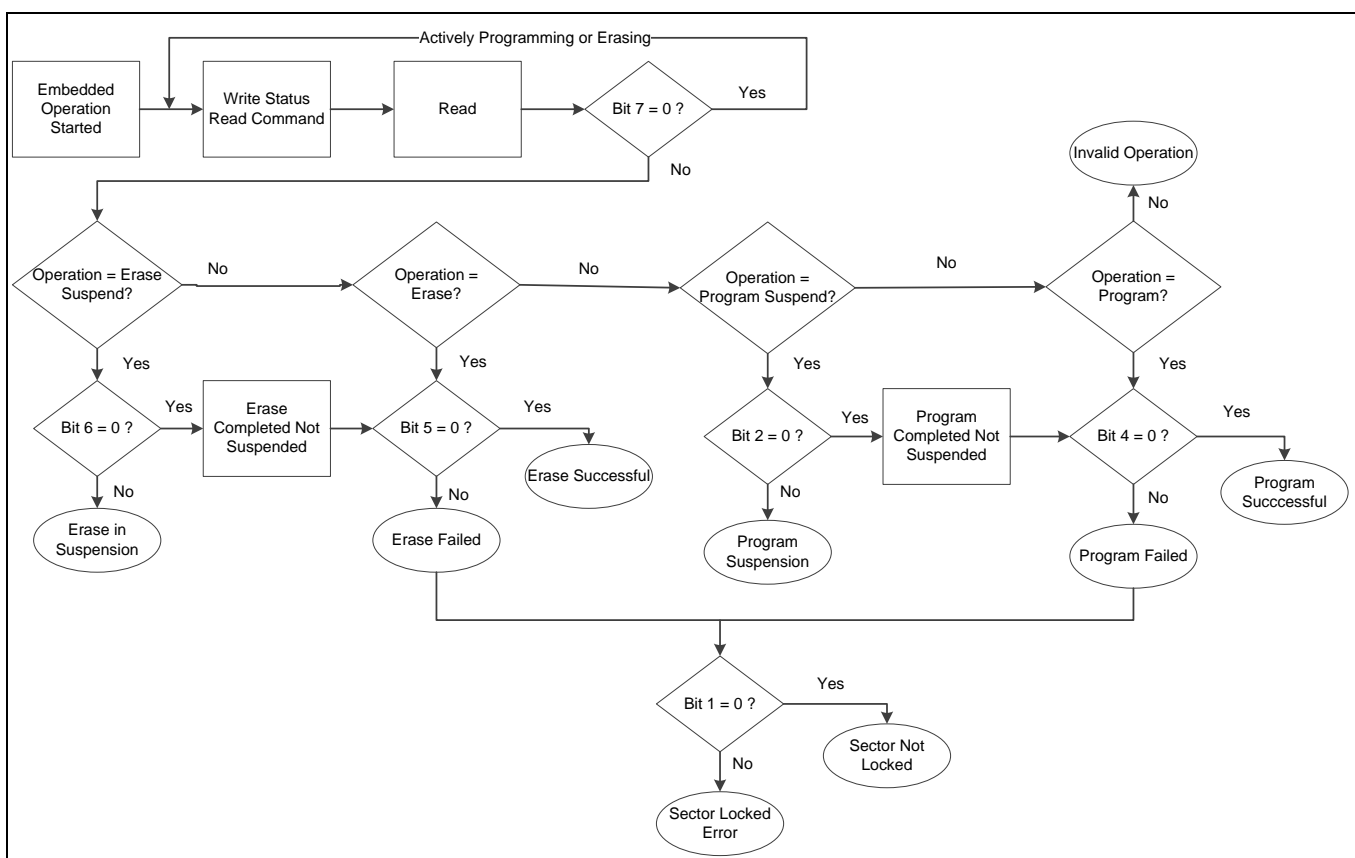 Actively Programming or Erasing
Embedded
Operation
Started
Write Status
Read Command
Read
Bit 7 = 0 ?
Yes
No
Invalid Operation
No
Operation = Erase
Suspend?
No
Operation =
Erase?
No
Operation =
Program Suspend?
No
Operation =
Program?
Yes
Yes
Yes
Yes
Bit 6 = 0 ?
Yes
Erase
Completed Not
Suspended
Bit 5 = 0 ?
Yes
Erase Successful
Bit 2 = 0 ?
Yes
Program
Completed Not
Suspended
Bit 4 = 0 ?
Yes
Program
Succcessful
No
No
No
No
Erase in
Suspension
Erase Failed
Program
Suspension
Program Failed
Bit 1 = 0 ?
Yes
Sector Not
Locked
No
Sector Locked
Error